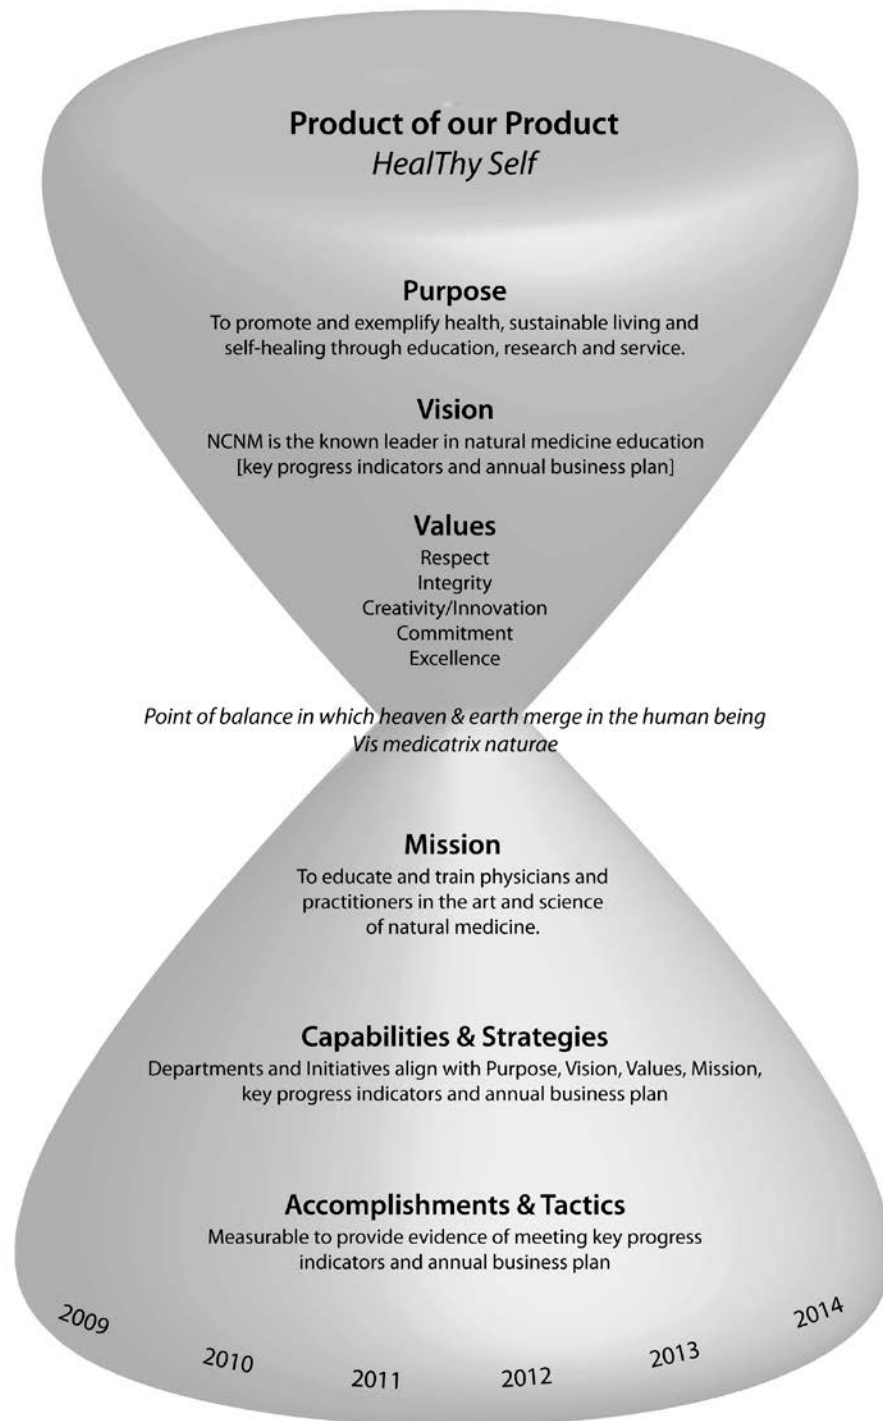 Product of our Product
HealThy Self
Purpose
To promote and exemplify health, sustainable living and
self-healing through education, research and service.
Vision
NCNM is the known leader in natural medicine education
[key progress indicators and annual business plan]
Values
Respect
Integrity
Creativity/Innovation
Commitment
Excellence
Point of balance in which heaven & earth merge in the human being
Vis medicatrix naturae
Mission
To educate and train physicians and
practitioners in the art and science
of natural medicine.
Capabilities & Strategies
Departments and Initiatives align with Purpose, Vision, Values, Mission,
key progress indicators and annual business plan
Accomplishments & Tactics
Measurable to provide evidence of meeting key progress
indicators and annual business plan
2009
2010
2011
2012
2013
2014